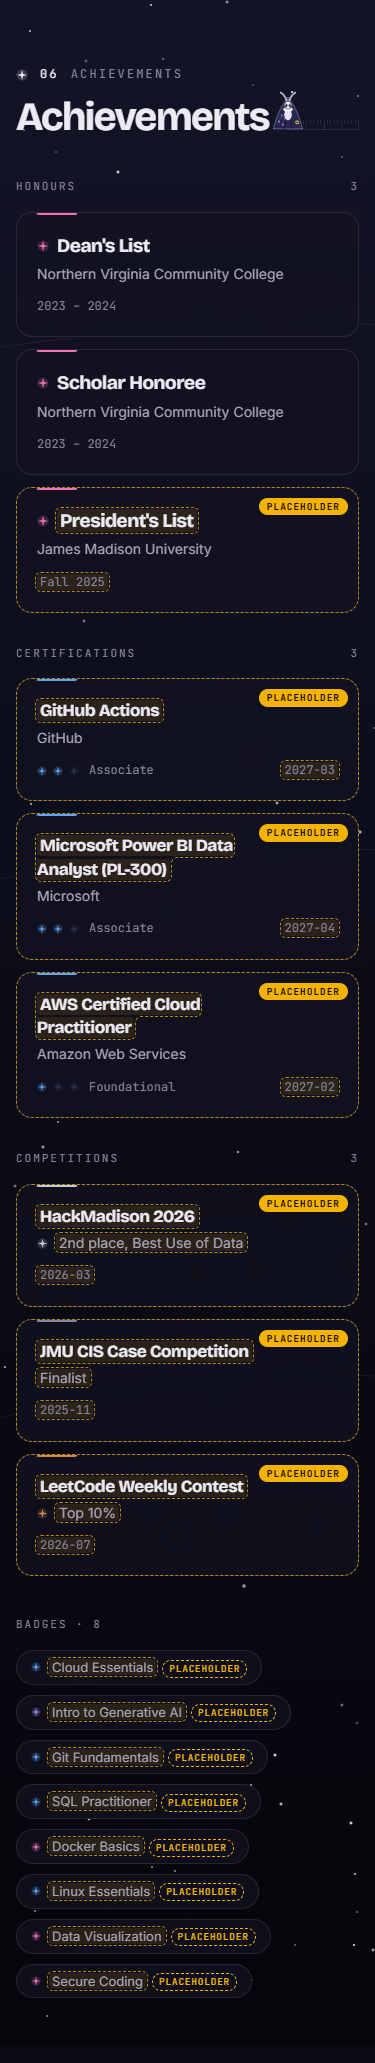 06 ACHIEVEMENTS
Achievements
HONOURS 3
Dean's List
Northern Virginia Community College
2023 – 2024
Scholar Honoree
Northern Virginia Community College
2023 – 2024
PLACEHOLDER
President's List
James Madison University
Fall 2025
CERTIFICATIONS 3
PLACEHOLDER
GitHub Actions
GitHub
Associate 2027-03
PLACEHOLDER
Microsoft Power BI Data
Analyst (PL-300)
Microsoft
Associate 2027-04
PLACEHOLDER
AWS Certified Cloud
Practitioner
Amazon Web Services
Foundational 2027-02
COMPETITIONS 3
PLACEHOLDER
HackMadison 2026
2nd place, Best Use of Data
2026-03
PLACEHOLDER
JMU CIS Case Competition
Finalist
2025-11
PLACEHOLDER
LeetCode Weekly Contest
Top 10%
2026-07
BADGES · 8
Cloud Essentials PLACEHOLDER
Intro to Generative AI PLACEHOLDER
Git Fundamentals PLACEHOLDER
SQL Practitioner PLACEHOLDER
Docker Basics PLACEHOLDER
Linux Essentials PLACEHOLDER
Data Visualization PLACEHOLDER
Secure Coding PLACEHOLDER